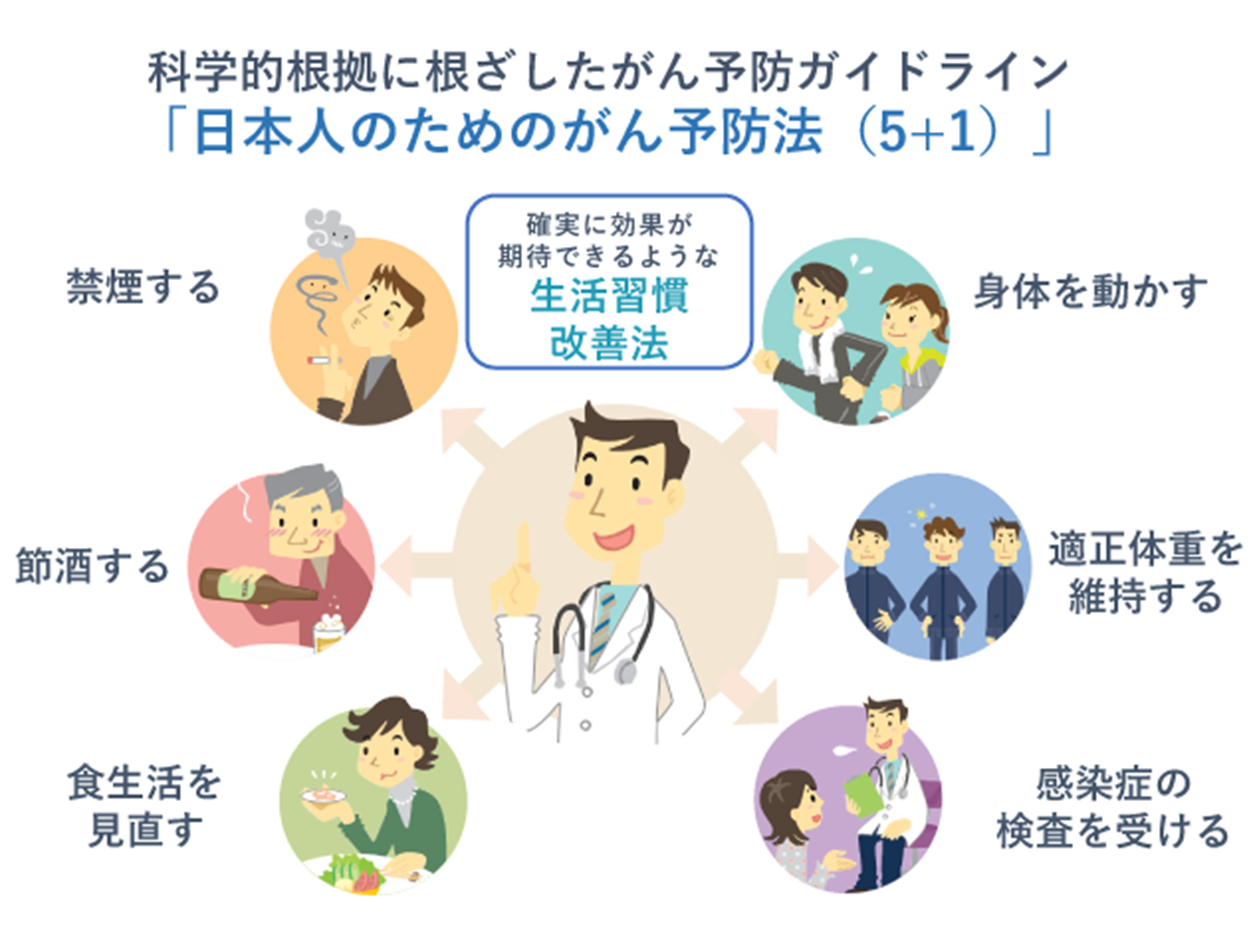 科学的根拠に根ざしたがん予防ガイドライン
「日本人のためのがん予防法（5+1）」
確実に効果が
期待できるような
生活習慣
改善法
禁煙する
身体を動かす
節酒する
適正体重を
維持する
食生活を
見直す
感染症の
検査を受ける